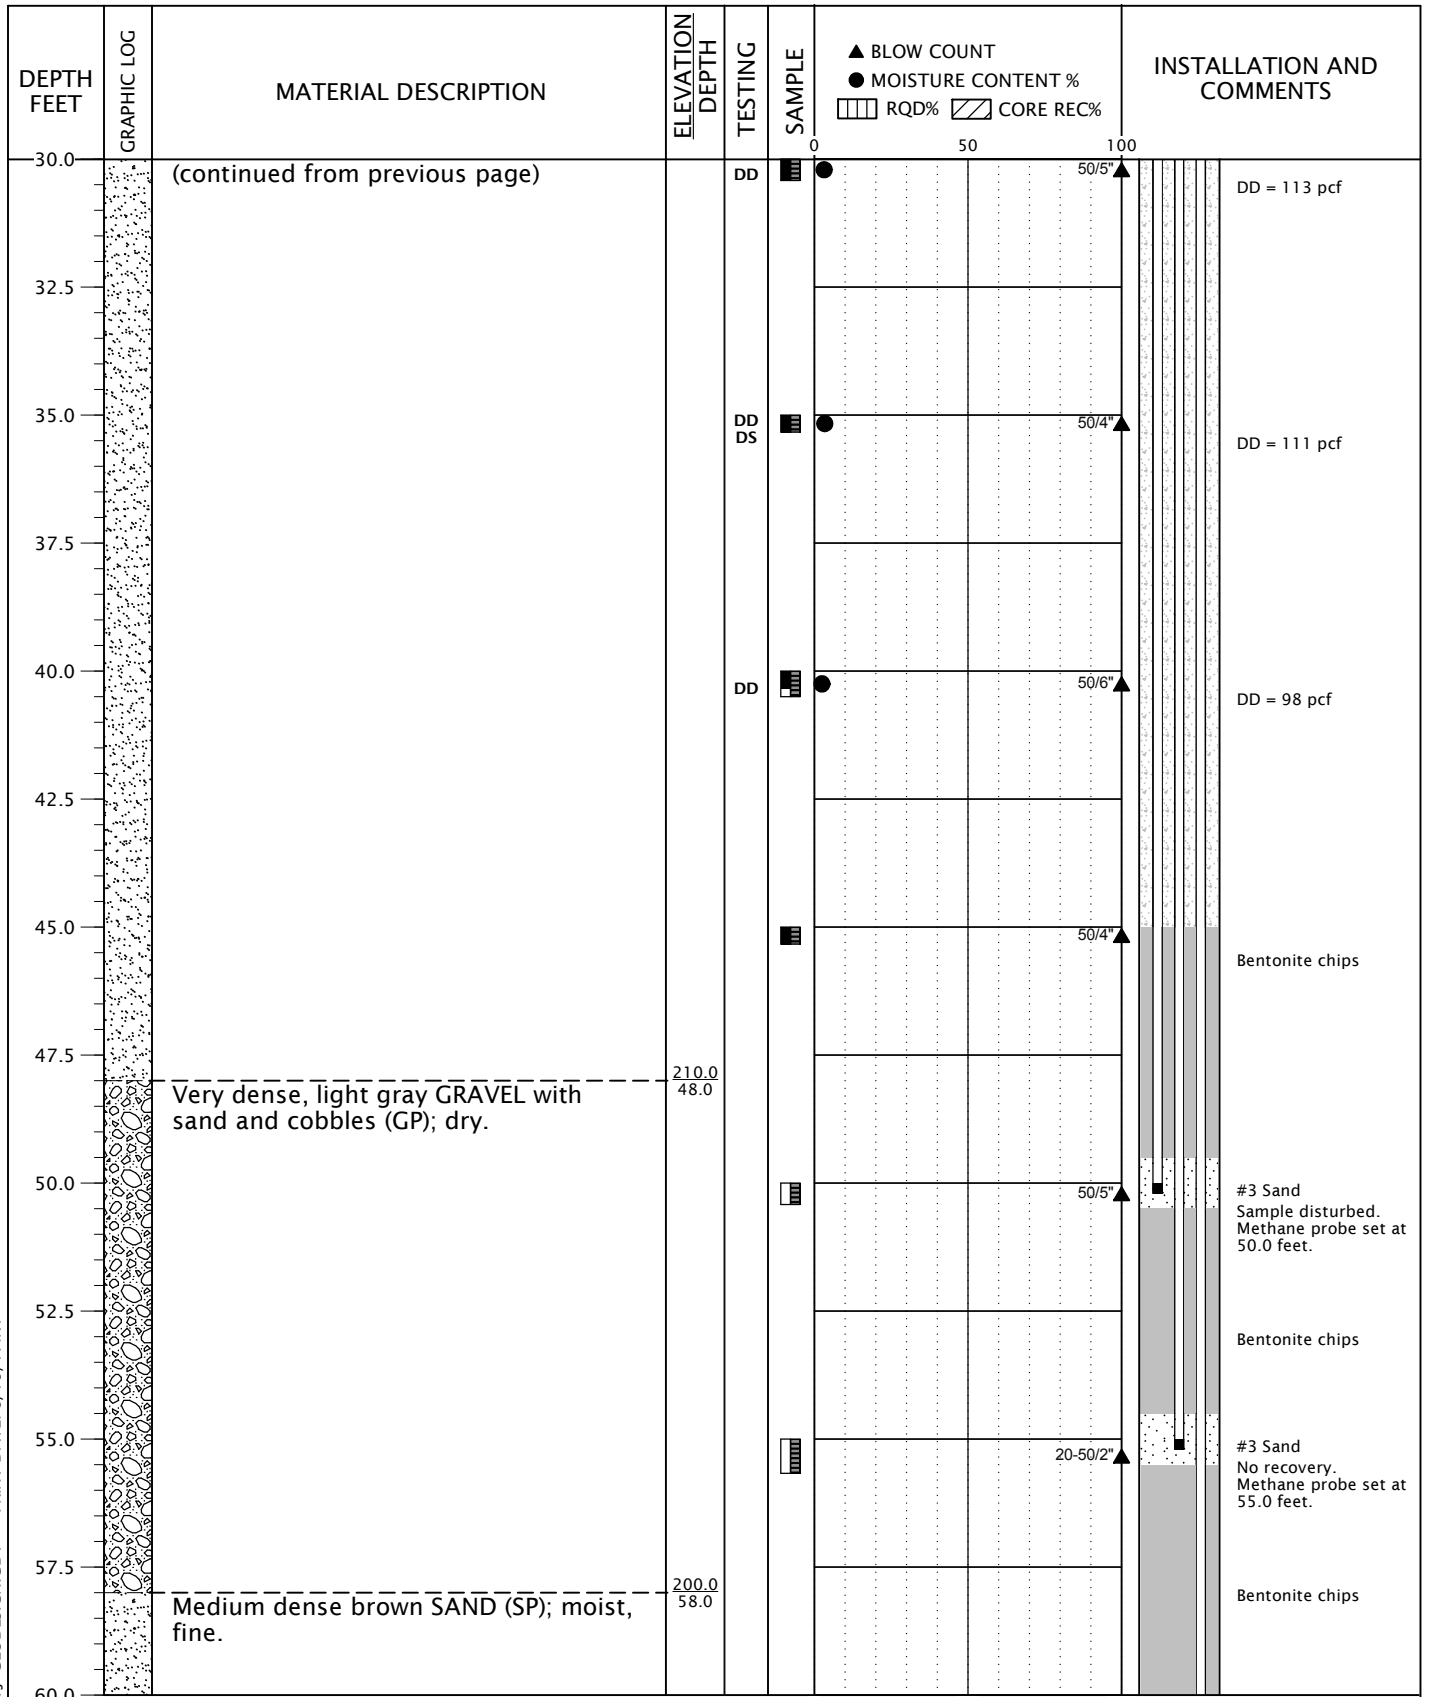 DEPTH FEET
GRAPHIC LOG
MATERIAL DESCRIPTION
ELEVATION DEPTH
TESTING
SAMPLE
▲ BLOW COUNT
● MOISTURE CONTENT %
RQD% CORE REC%
INSTALLATION AND COMMENTS
0 50 100
30.0
(continued from previous page)
DD
50/5"
DD = 113 pcf
32.5
35.0
DD
DS
50/4"
DD = 111 pcf
37.5
40.0
DD
50/6"
DD = 98 pcf
42.5
45.0
50/4"
Bentonite chips
47.5
210.0
48.0
Very dense, light gray GRAVEL with
sand and cobbles (GP); dry.
50.0
50/5"
#3 Sand
Sample disturbed.
Methane probe set at
50.0 feet.
52.5
Bentonite chips
55.0
20-50/2"
#3 Sand
No recovery.
Methane probe set at
55.0 feet.
57.5
200.0
58.0
Bentonite chips
Medium dense brown SAND (SP); moist,
fine.
60.0